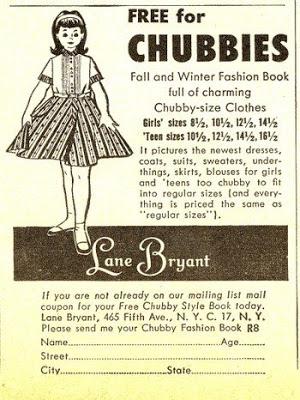 FREE for
CHUBBIES
Fall and Winter Fashion Book
full of charming
Chubby-size Clothes
Girls' sizes 8½, 10½, 12½, 14½
'Teen sizes 10½, 12½, 14½, 16½
It pictures the newest dresses,
coats, suits, sweaters, under-
things, skirts, blouses for girls
and 'teens too chubby to fit
into regular sizes (and every-
thing is priced the same as
"regular sizes").
Lane Bryant
If you are not already on our mailing list mail
coupon for your Free Chubby Style Book today.
Lane Bryant, 465 Fifth Ave., N. Y. C. 17, N. Y.
Please send me your Chubby Fashion Book R8
Name Age
Street
City State